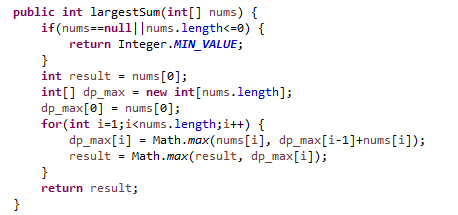 public int largestSum(int[] nums) {
    if(nums==null||nums.length<=0) {
        return Integer.MIN_VALUE;
    }
    int result = nums[0];
    int[] dp_max = new int[nums.length];
    dp_max[0] = nums[0];
    for(int i=1;i<nums.length;i++) {
        dp_max[i] = Math.max(nums[i], dp_max[i-1]+nums[i]);
        result = Math.max(result, dp_max[i]);
    }
    return result;
}